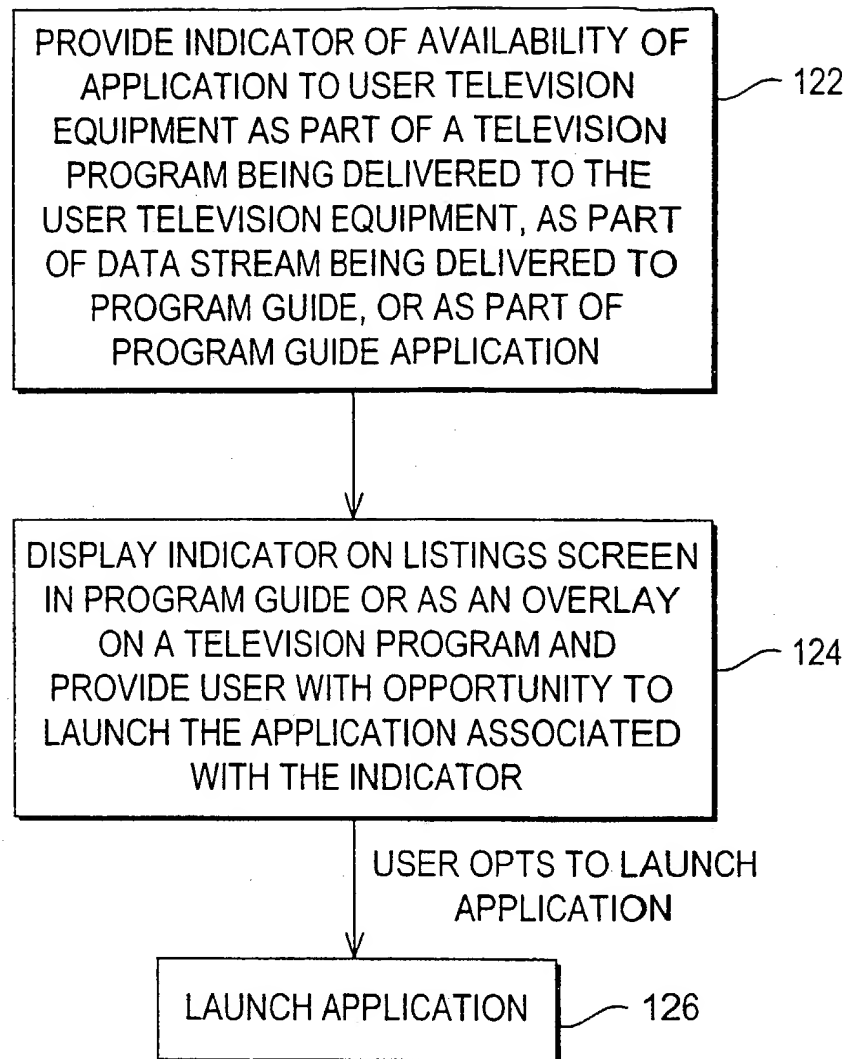 PROVIDE INDICATOR OF AVAILABILITY OF
APPLICATION TO USER TELEVISION
EQUIPMENT AS PART OF A TELEVISION
PROGRAM BEING DELIVERED TO THE
USER TELEVISION EQUIPMENT, AS PART
OF DATA STREAM BEING DELIVERED TO
PROGRAM GUIDE, OR AS PART OF
PROGRAM GUIDE APPLICATION
122
DISPLAY INDICATOR ON LISTINGS SCREEN
IN PROGRAM GUIDE OR AS AN OVERLAY
ON A TELEVISION PROGRAM AND
PROVIDE USER WITH OPPORTUNITY TO
LAUNCH THE APPLICATION ASSOCIATED
WITH THE INDICATOR
124
USER OPTS TO LAUNCH
APPLICATION
LAUNCH APPLICATION
126